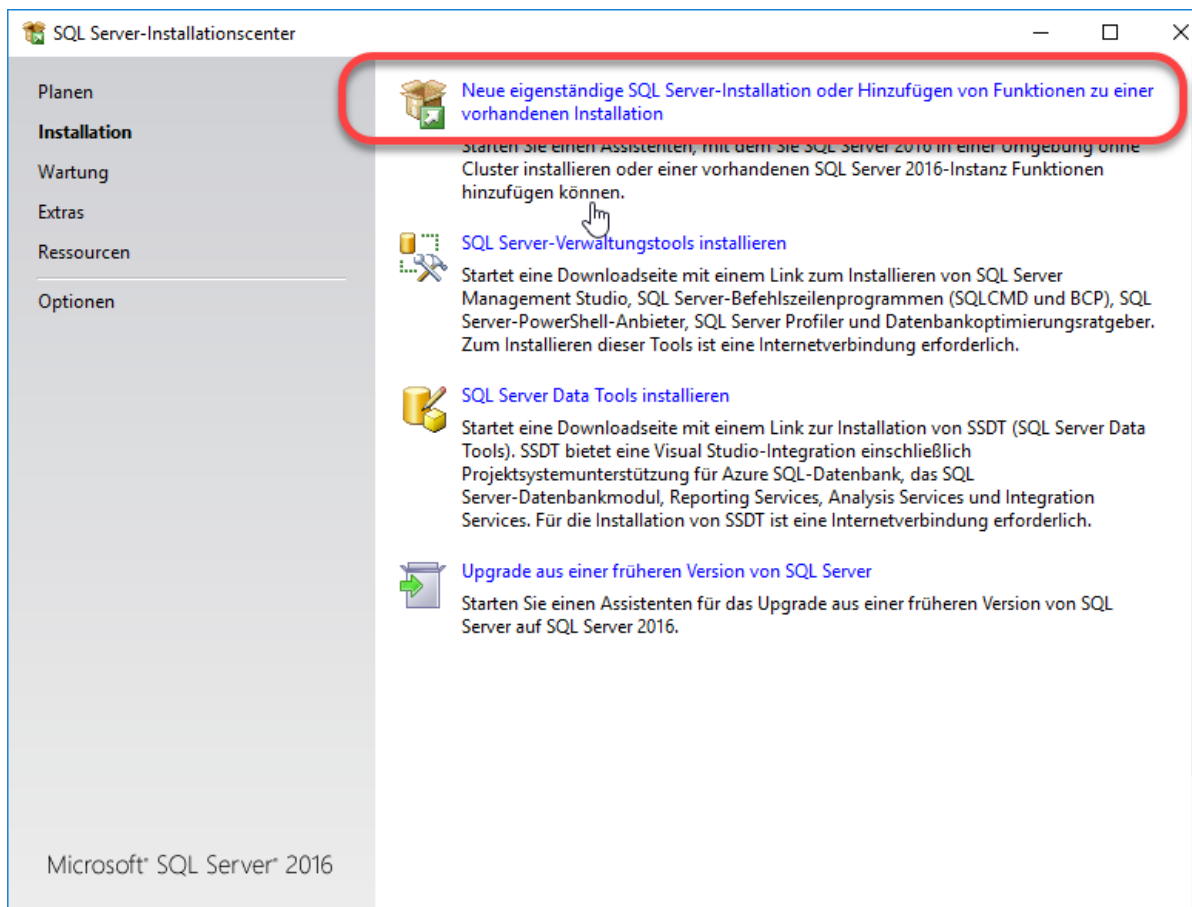 SQL Server-Installationscenter
Planen
Installation
Wartung
Extras
Ressourcen
Optionen
Neue eigenständige SQL Server-Installation oder Hinzufügen von Funktionen zu einer
vorhandenen Installation
Starten Sie einen Assistenten, mit dem Sie SQL Server 2016 in einer Umgebung ohne
Cluster installieren oder einer vorhandenen SQL Server 2016-Instanz Funktionen
hinzufügen können.
SQL Server-Verwaltungstools installieren
Startet eine Downloadseite mit einem Link zum Installieren von SQL Server
Management Studio, SQL Server-Befehlszeilenprogrammen (SQLCMD und BCP), SQL
Server-PowerShell-Anbieter, SQL Server Profiler und Datenbankoptimierungsratgeber.
Zum Installieren dieser Tools ist eine Internetverbindung erforderlich.
SQL Server Data Tools installieren
Startet eine Downloadseite mit einem Link zur Installation von SSDT (SQL Server Data
Tools). SSDT bietet eine Visual Studio-Integration einschließlich
Projektsystemunterstützung für Azure SQL-Datenbank, das SQL
Server-Datenbankmodul, Reporting Services, Analysis Services und Integration
Services. Für die Installation von SSDT ist eine Internetverbindung erforderlich.
Upgrade aus einer früheren Version von SQL Server
Starten Sie einen Assistenten für das Upgrade aus einer früheren Version von SQL
Server auf SQL Server 2016.
Microsoft® SQL Server® 2016